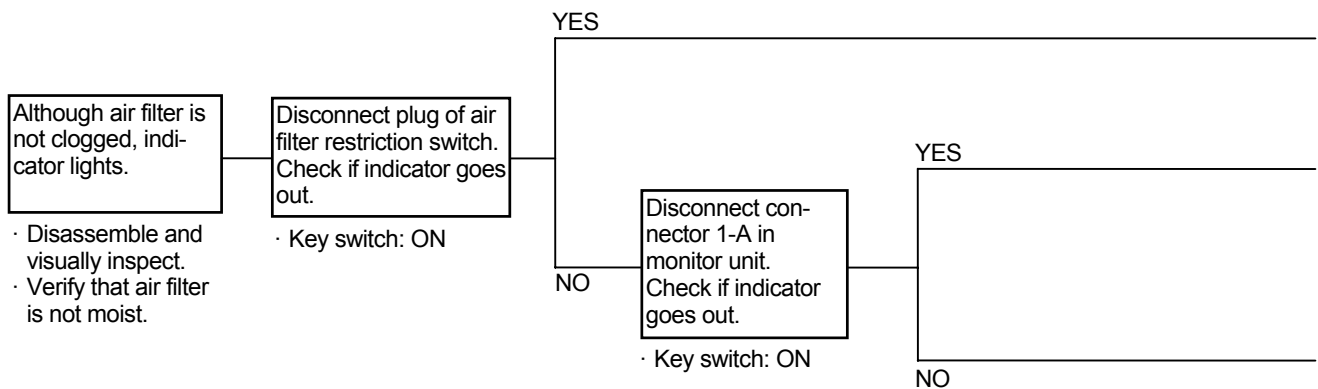 YES
Although air filter is
not clogged, indi-
cator lights.
· Disassemble and
visually inspect.
· Verify that air filter
is not moist.
Disconnect plug of air
filter restriction switch.
Check if indicator goes
out.
· Key switch: ON
NO
Disconnect con-
nector 1-A in
monitor unit.
Check if indicator
goes out.
· Key switch: ON
YES
NO